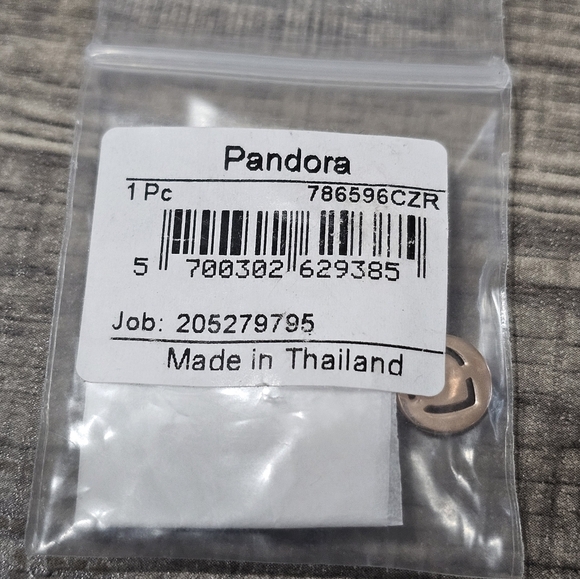 Pandora
1 Pc 786596CZR
5 700302 629385
Job: 205279795
Made in Thailand